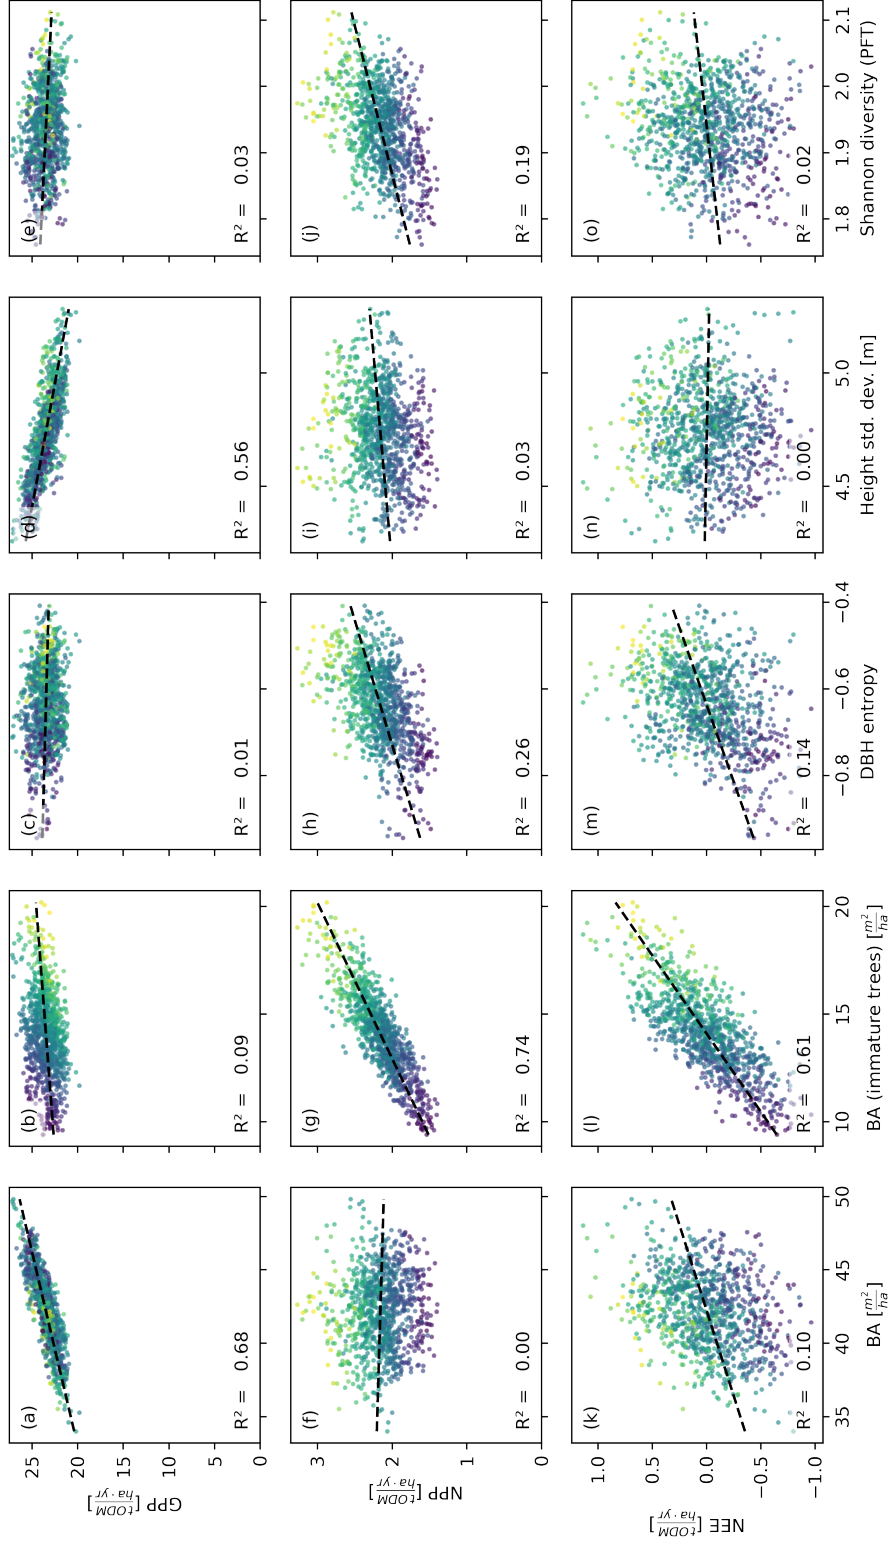 (a)
R² = 0.68
(b)
R² = 0.09
(c)
R² = 0.01
(d)
R² = 0.56
(e)
R² = 0.03
25
20
15
10
5
0
GPP [tODM / ha · yr]
(f)
R² = 0.00
(g)
R² = 0.74
(h)
R² = 0.26
(i)
R² = 0.03
(j)
R² = 0.19
3
2
1
0
NPP [tODM / ha · yr]
(k)
R² = 0.10
(l)
R² = 0.61
(m)
R² = 0.14
(n)
R² = 0.00
(o)
R² = 0.02
1.0
0.5
0.0
−0.5
−1.0
NEE [tODM / ha · yr]
35 40 45 50
BA [m² / ha]
10 15 20
BA (immature trees) [m² / ha]
−0.8 −0.6 −0.4
DBH entropy
4.5 5.0
Height std. dev. [m]
1.8 1.9 2.0 2.1
Shannon diversity (PFT)